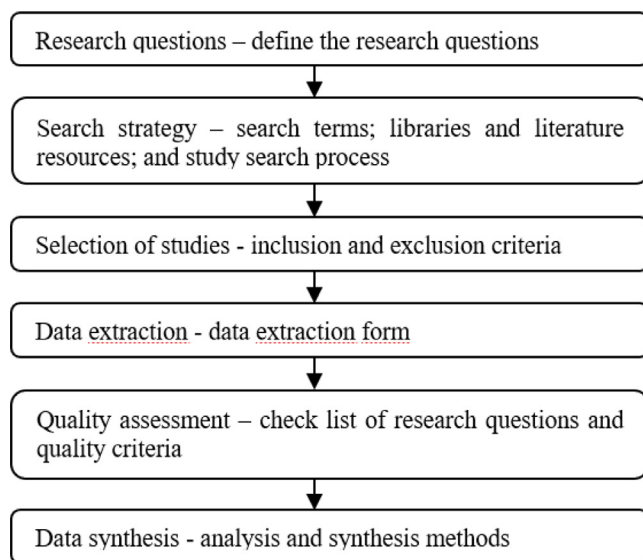 Research questions – define the research questions
Search strategy – search terms; libraries and literature
resources; and study search process
Selection of studies - inclusion and exclusion criteria
Data extraction - data extraction form
Quality assessment – check list of research questions and
quality criteria
Data synthesis - analysis and synthesis methods